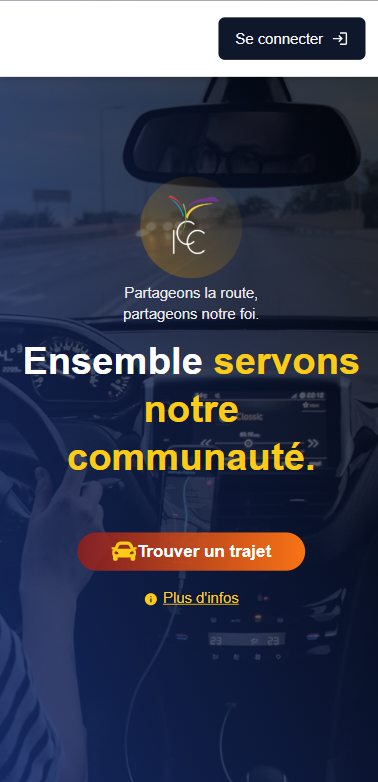 Se connecter
ICC
Partageons la route,
partageons notre foi.
Ensemble servons
notre
communauté.
Trouver un trajet
Plus d'infos